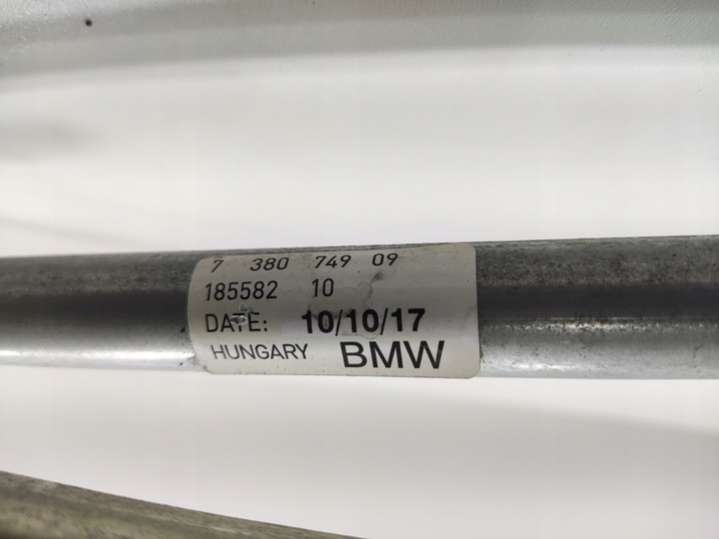 7 380 749 09
185582 10
DATE: 10/10/17
HUNGARY BMW